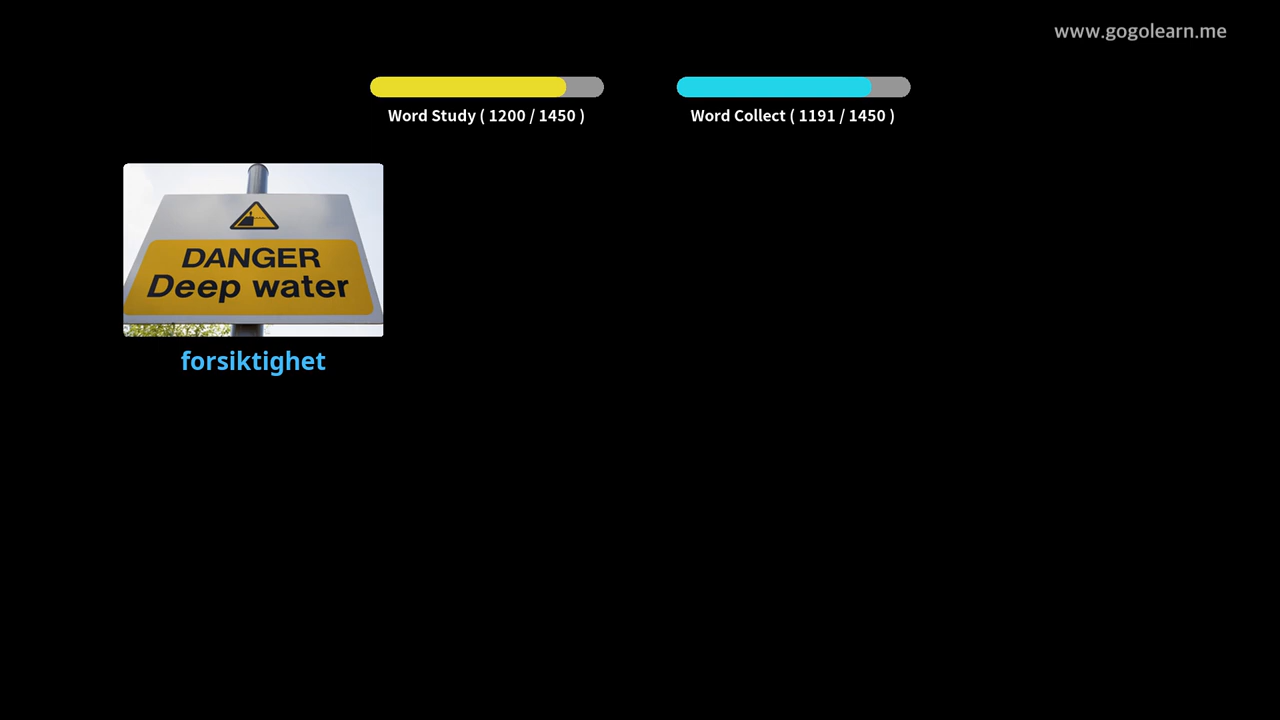 www.gogolearn.me
Word Study ( 1200 / 1450 )
Word Collect ( 1191 / 1450 )
DANGER
Deep water
forsiktighet